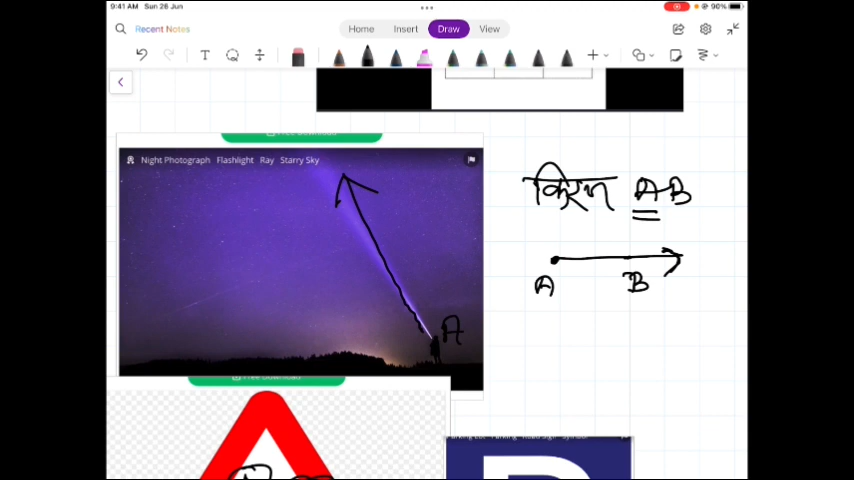 9:41 AM Sun 26 Jun
90%
Recent Notes
Home Insert Draw View
Night Photograph Flashlight Ray Starry Sky
किरण AB
A B
A